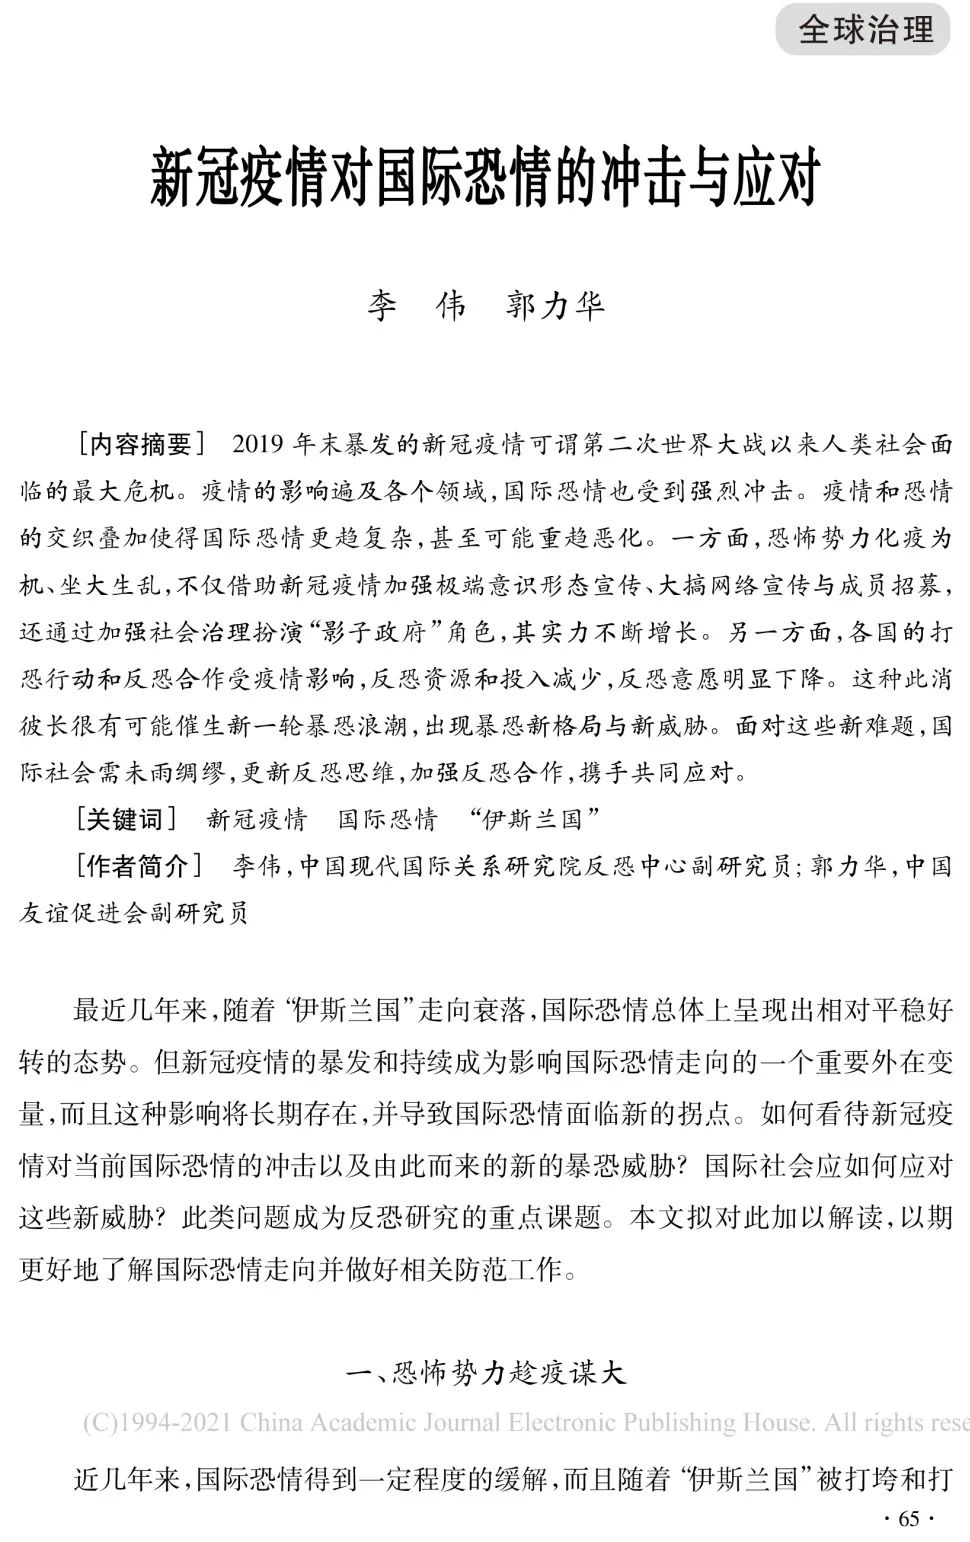 全球治理
新冠疫情对国际恐情的冲击与应对
李　伟　郭力华
［内容摘要］　2019 年末暴发的新冠疫情可谓第二次世界大战以来人类社会面
临的最大危机。疫情的影响遍及各个领域，国际恐情也受到强烈冲击。疫情和恐情
的交织叠加使得国际恐情更趋复杂，甚至可能重趋恶化。一方面，恐怖势力化疫为
机、坐大生乱，不仅借助新冠疫情加强极端意识形态宣传、大搞网络宣传与成员招募，
还通过加强社会治理扮演“影子政府”角色，其实力不断增长。另一方面，各国的打
恐行动和反恐合作受疫情影响，反恐资源和投入减少，反恐意愿明显下降。这种此消
彼长很有可能催生新一轮暴恐浪潮，出现暴恐新格局与新威胁。面对这些新难题，国
际社会需未雨绸缪，更新反恐思维，加强反恐合作，携手共同应对。
［关键词］　新冠疫情　国际恐情　“伊斯兰国”
［作者简介］　李伟，中国现代国际关系研究院反恐中心副研究员；郭力华，中国
友谊促进会副研究员
最近几年来，随着“伊斯兰国”走向衰落，国际恐情总体上呈现出相对平稳好
转的态势。但新冠疫情的暴发和持续成为影响国际恐情走向的一个重要外在变
量，而且这种影响将长期存在，并导致国际恐情面临新的拐点。如何看待新冠疫
情对当前国际恐情的冲击以及由此而来的新的暴恐威胁？国际社会应如何应对
这些新威胁？此类问题成为反恐研究的重点课题。本文拟对此加以解读，以期
更好地了解国际恐情走向并做好相关防范工作。
一、恐怖势力趁疫谋大
(C)1994-2021 China Academic Journal Electronic Publishing House. All rights rese
近几年来，国际恐情得到一定程度的缓解，而且随着“伊斯兰国”被打垮和打
·65·